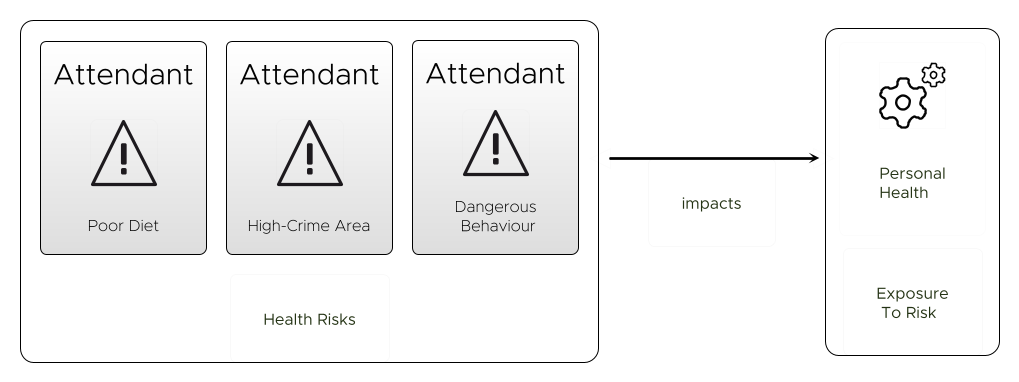 Attendant
Poor Diet
Attendant
High-Crime Area
Attendant
Dangerous
Behaviour
Health Risks
impacts
Personal
Health
Exposure
To Risk